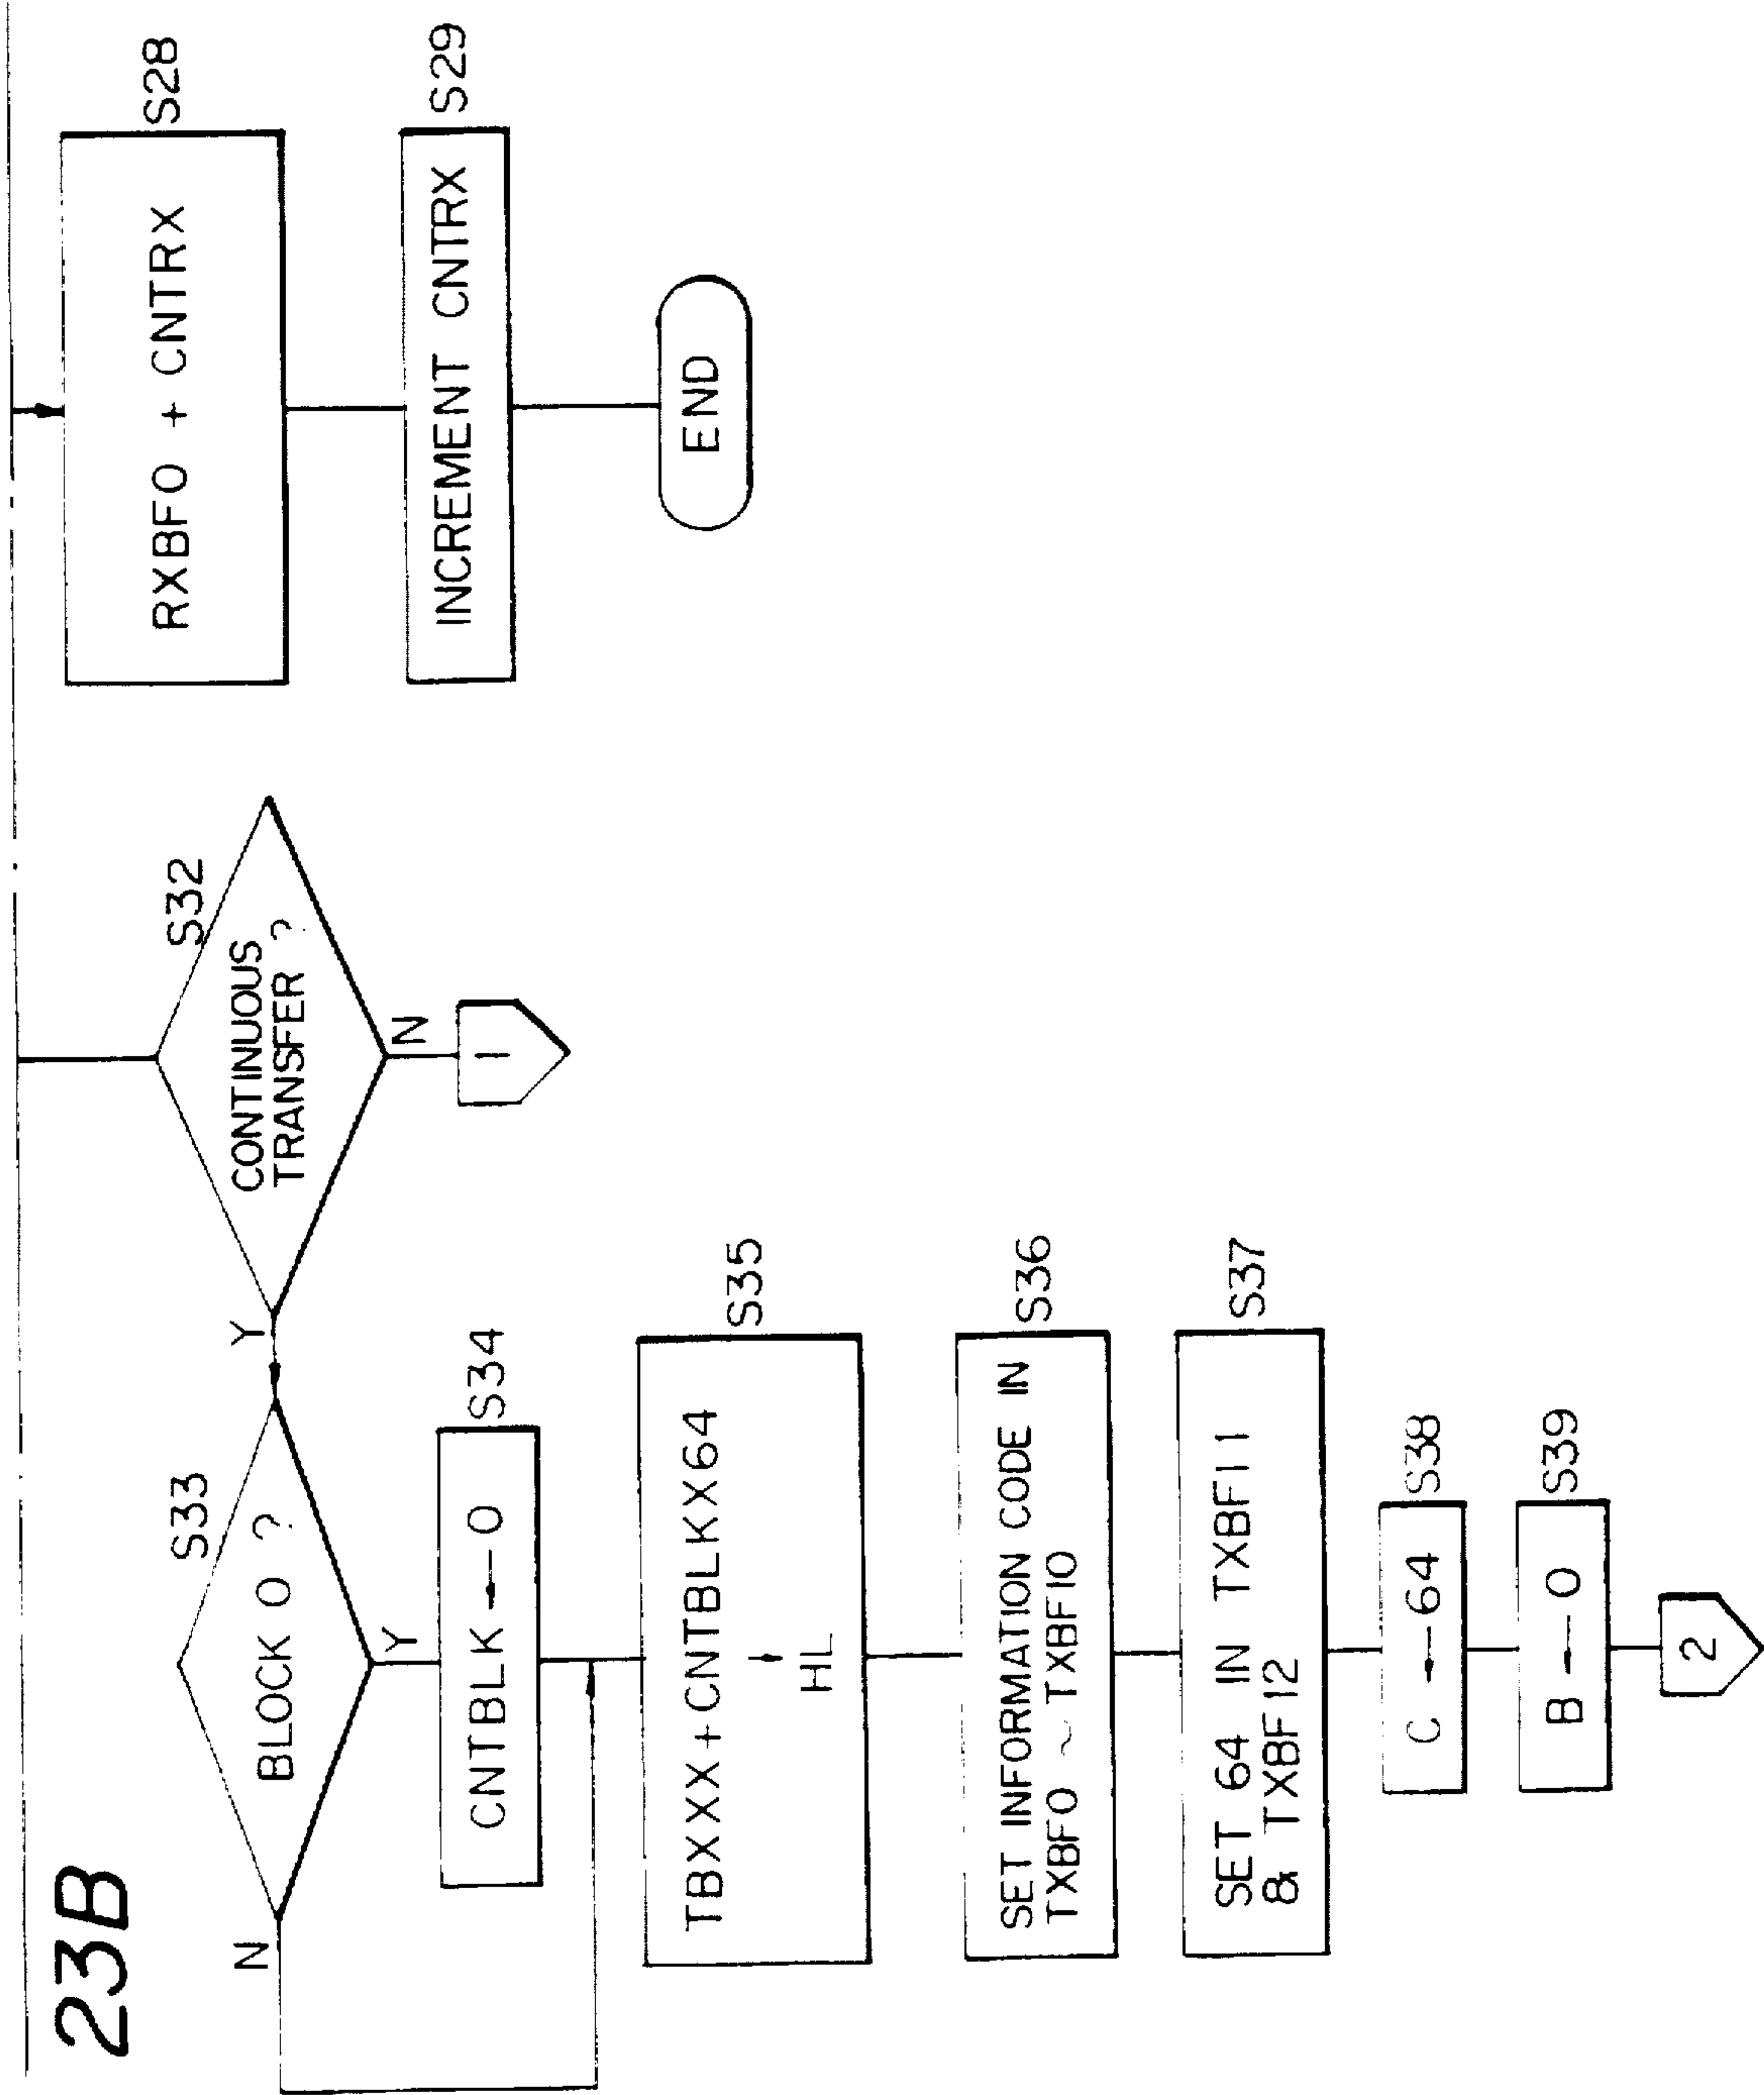 23B
S33
BLOCK 0 ?
N
Y
S34
CNTBLK ← 0
S35
TBXXX + CNTBLKX64
↓
HL
S36
SET INFORMATION CODE IN
TXBF0 ~ TXBF10
S37
SET 64 IN TXBF11
& TXBF12
S38
C ← 64
S39
B ← 0
2
S32
CONTINUOUS
TRANSFER ?
Y
N
1
S28
RXBF0 + CNTRX
S29
INCREMENT CNTRX
END